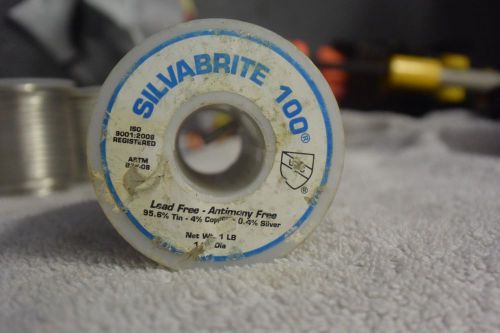 SILVABRITE 100®
ISO
9001:2008
REGISTERED
ASTM
®
Lead Free - Antimony Free
95.6% Tin - 4% Copper - 0.4% Silver
Net Wt. 1 LB
Dia